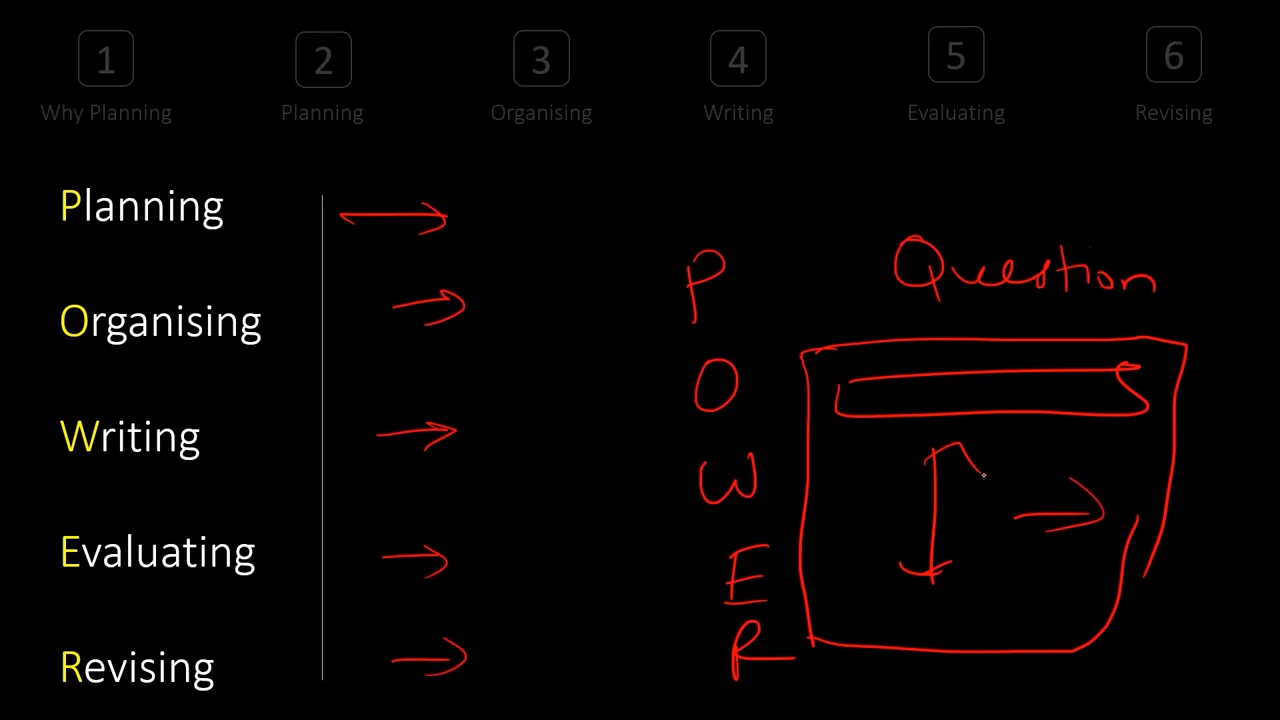 1 2 3 4 5 6
Why Planning Planning Organising Writing Evaluating Revising
Planning
Organising
Writing
Evaluating
Revising
Question
P
O
W
E
R